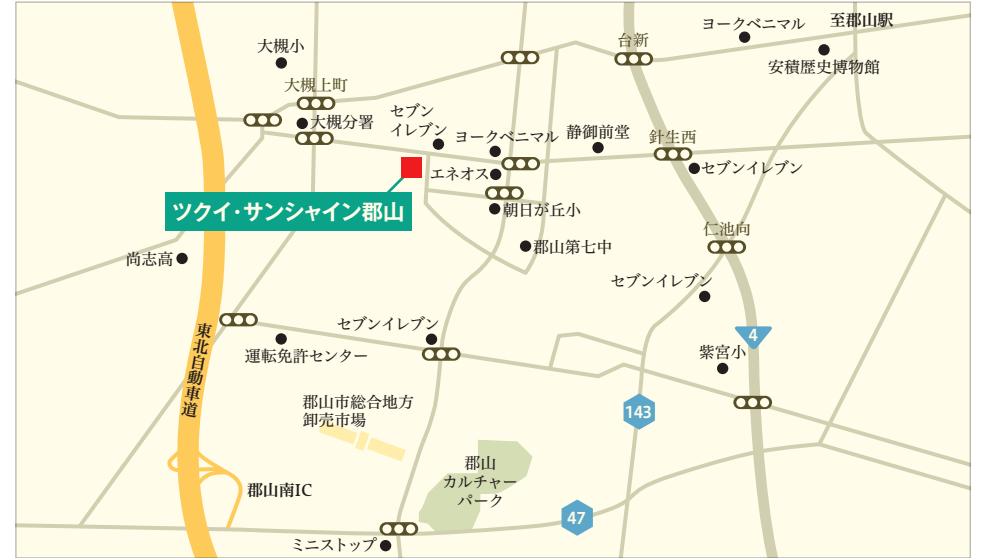 ヨークベニマル
至郡山駅
台新
大槻小
安積歴史博物館
大槻上町
セブン
イレブン
大槻分署
ヨークベニマル
静御前堂
針生西
エネオス
セブンイレブン
ツクイ・サンシャイン郡山
朝日が丘小
仁池向
郡山第七中
尚志高
セブンイレブン
東北自動車道
セブンイレブン
4
運転免許センター
紫宮小
郡山市総合地方
卸売市場
143
郡山
カルチャー
パーク
郡山南IC
47
ミニストップ